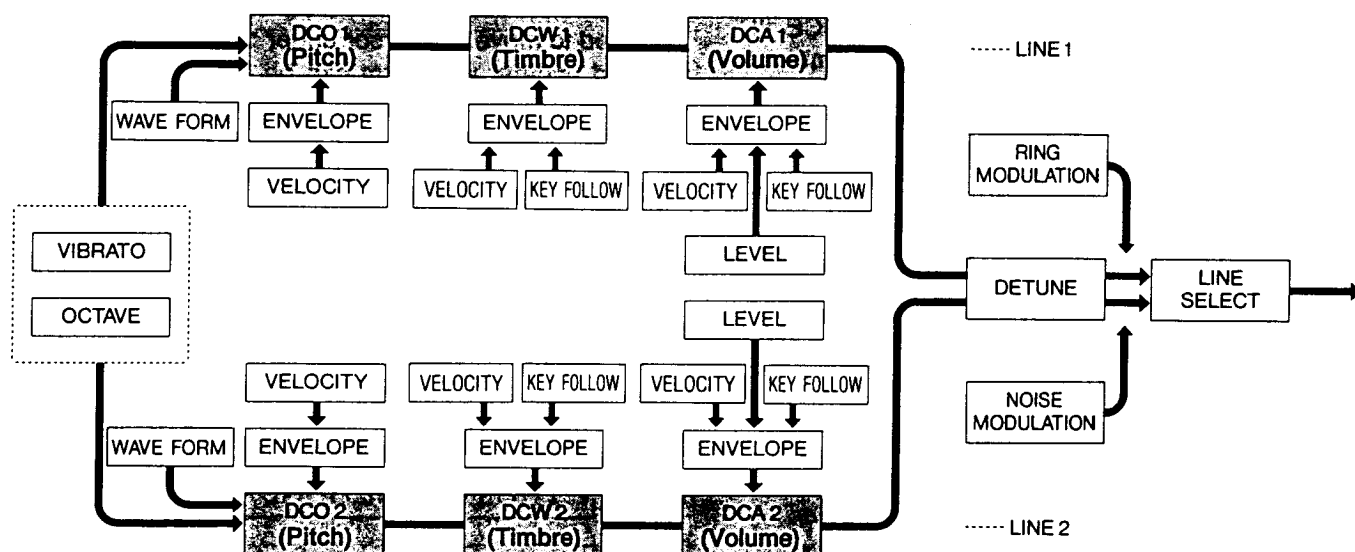 DCO 1
(Pitch)
DCW 1
(Timbre)
DCA 1
(Volume)
LINE 1
WAVE FORM
ENVELOPE
ENVELOPE
ENVELOPE
VELOCITY
VELOCITY
KEY FOLLOW
VELOCITY
KEY FOLLOW
RING
MODULATION
VIBRATO
OCTAVE
LEVEL
LEVEL
DETUNE
LINE
SELECT
VELOCITY
VELOCITY
KEY FOLLOW
VELOCITY
KEY FOLLOW
NOISE
MODULATION
WAVE FORM
ENVELOPE
ENVELOPE
ENVELOPE
DCO 2
(Pitch)
DCW 2
(Timbre)
DCA 2
(Volume)
LINE 2